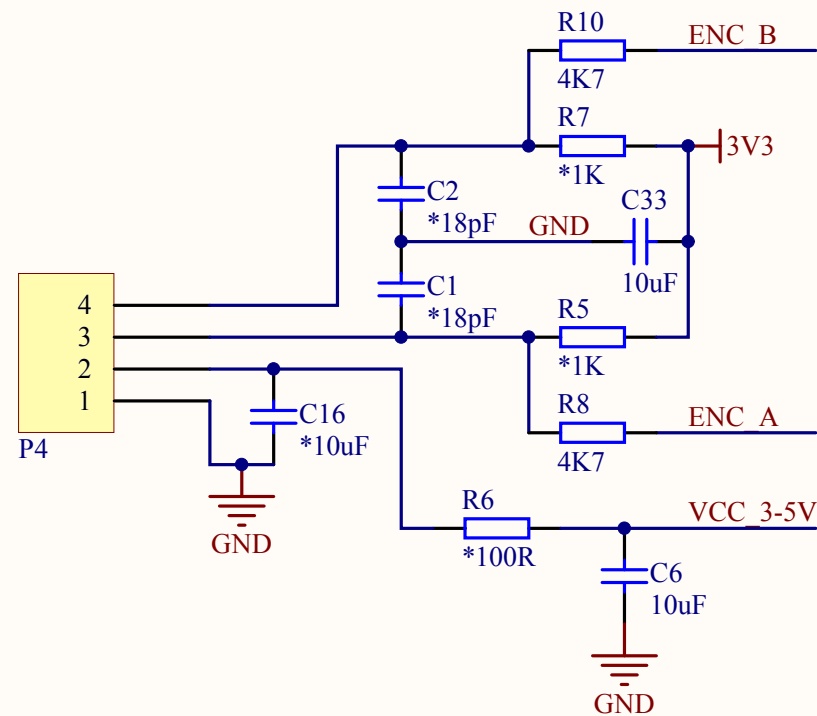 R10
ENC_B
4K7
R7
3V3
*1K
C2
C33
*18pF
GND
10uF
C1
*18pF
R5
*1K
4
3
2
1
P4
C16
*10uF
GND
R8
ENC_A
4K7
R6
VCC_3-5V
*100R
C6
10uF
GND